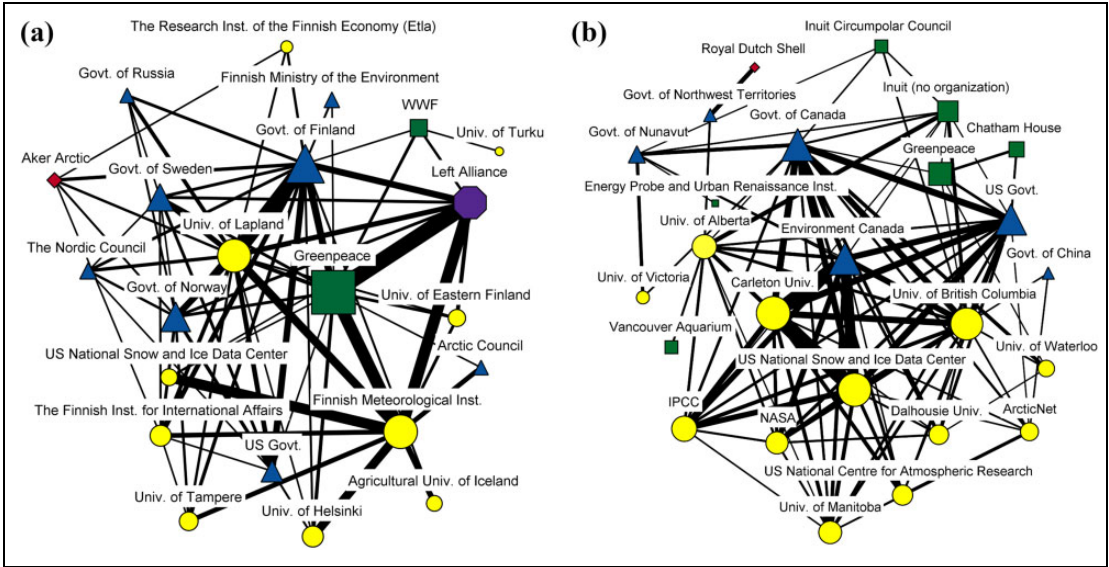 (a)
The Research Inst. of the Finnish Economy (Etla)
Govt. of Russia
Finnish Ministry of the Environment
WWF
Govt. of Finland
Univ. of Turku
Aker Arctic
Govt. of Sweden
Left Alliance
Univ. of Lapland
The Nordic Council
Greenpeace
Govt. of Norway
Univ. of Eastern Finland
US National Snow and Ice Data Center
Arctic Council
Finnish Meteorological Inst.
The Finnish Inst. for International Affairs
US Govt.
Agricultural Univ. of Iceland
Univ. of Tampere
Univ. of Helsinki
(b)
Inuit Circumpolar Council
Royal Dutch Shell
Inuit (no organization)
Govt. of Northwest Territories
Govt. of Canada
Govt. of Nunavut
Chatham House
Greenpeace
Energy Probe and Urban Renaissance Inst.
US Govt.
Univ. of Alberta
Environment Canada
Govt. of China
Univ. of Victoria
Carleton Univ.
Univ. of British Columbia
Vancouver Aquarium
Univ. of Waterloo
US National Snow and Ice Data Center
IPCC
NASA
Dalhousie Univ.
ArcticNet
US National Centre for Atmospheric Research
Univ. of Manitoba